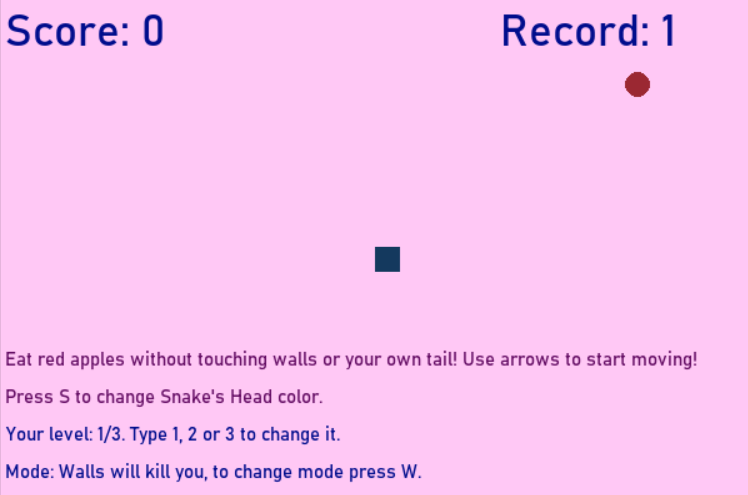 Score: 0
Record: 1
Eat red apples without touching walls or your own tail! Use arrows to start moving!
Press S to change Snake's Head color.
Your level: 1/3. Type 1, 2 or 3 to change it.
Mode: Walls will kill you, to change mode press W.